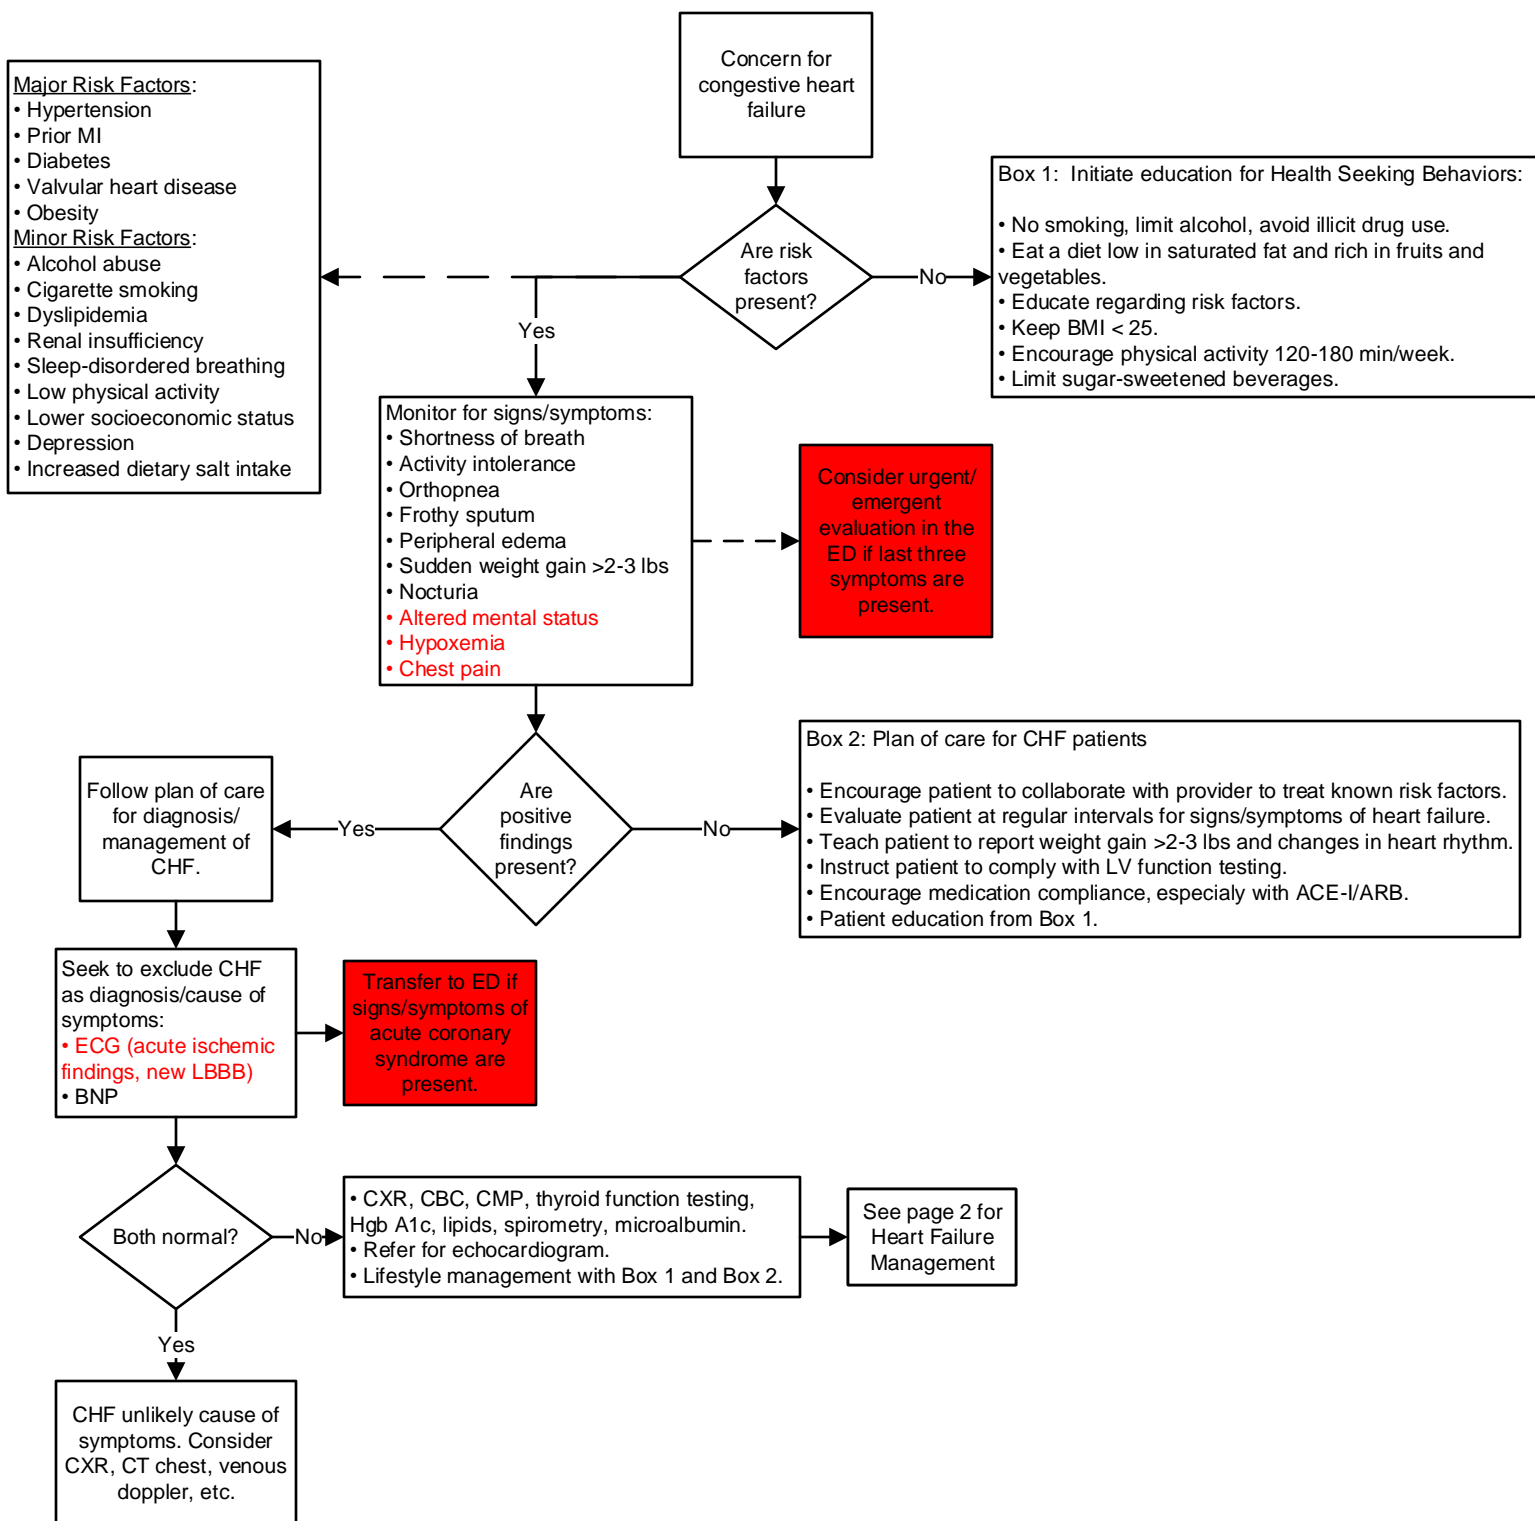 Concern for
congestive heart
failure
Major Risk Factors:
• Hypertension
• Prior MI
• Diabetes
• Valvular heart disease
• Obesity
Minor Risk Factors:
• Alcohol abuse
• Cigarette smoking
• Dyslipidemia
• Renal insufficiency
• Sleep-disordered breathing
• Low physical activity
• Lower socioeconomic status
• Depression
• Increased dietary salt intake
Are risk
factors
present?
No
Yes
Box 1:  Initiate education for Health Seeking Behaviors:
• No smoking, limit alcohol, avoid illicit drug use.
• Eat a diet low in saturated fat and rich in fruits and
vegetables.
• Educate regarding risk factors.
• Keep BMI < 25.
• Encourage physical activity 120-180 min/week.
• Limit sugar-sweetened beverages.
Monitor for signs/symptoms:
• Shortness of breath
• Activity intolerance
• Orthopnea
• Frothy sputum
• Peripheral edema
• Sudden weight gain >2-3 lbs
• Nocturia
• Altered mental status
• Hypoxemia
• Chest pain
Consider urgent/
emergent
evaluation in the
ED if last three
symptoms are
present.
Are
positive
findings
present?
Yes
No
Follow plan of care
for diagnosis/
management of
CHF.
Box 2: Plan of care for CHF patients
• Encourage patient to collaborate with provider to treat known risk factors.
• Evaluate patient at regular intervals for signs/symptoms of heart failure.
• Teach patient to report weight gain >2-3 lbs and changes in heart rhythm.
• Instruct patient to comply with LV function testing.
• Encourage medication compliance, especialy with ACE-I/ARB.
• Patient education from Box 1.
Seek to exclude CHF
as diagnosis/cause of
symptoms:
• ECG (acute ischemic
findings, new LBBB)
• BNP
Transfer to ED if
signs/symptoms of
acute coronary
syndrome are
present.
Both normal?
No
Yes
• CXR, CBC, CMP, thyroid function testing,
Hgb A1c, lipids, spirometry, microalbumin.
• Refer for echocardiogram.
• Lifestyle management with Box 1 and Box 2.
See page 2 for
Heart Failure
Management
CHF unlikely cause of
symptoms. Consider
CXR, CT chest, venous
doppler, etc.